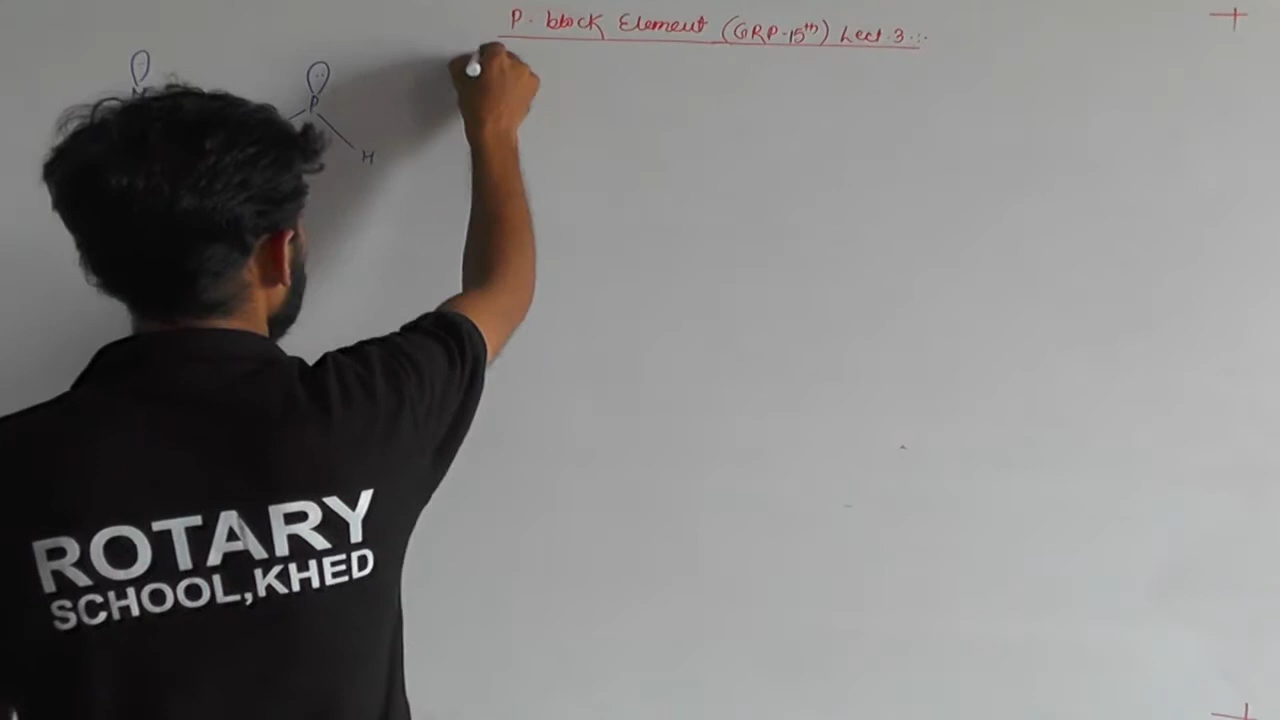 P. block Element (GRP-15th) Lect. 3.:-
P
H
ROTARY
SCHOOL,KHED